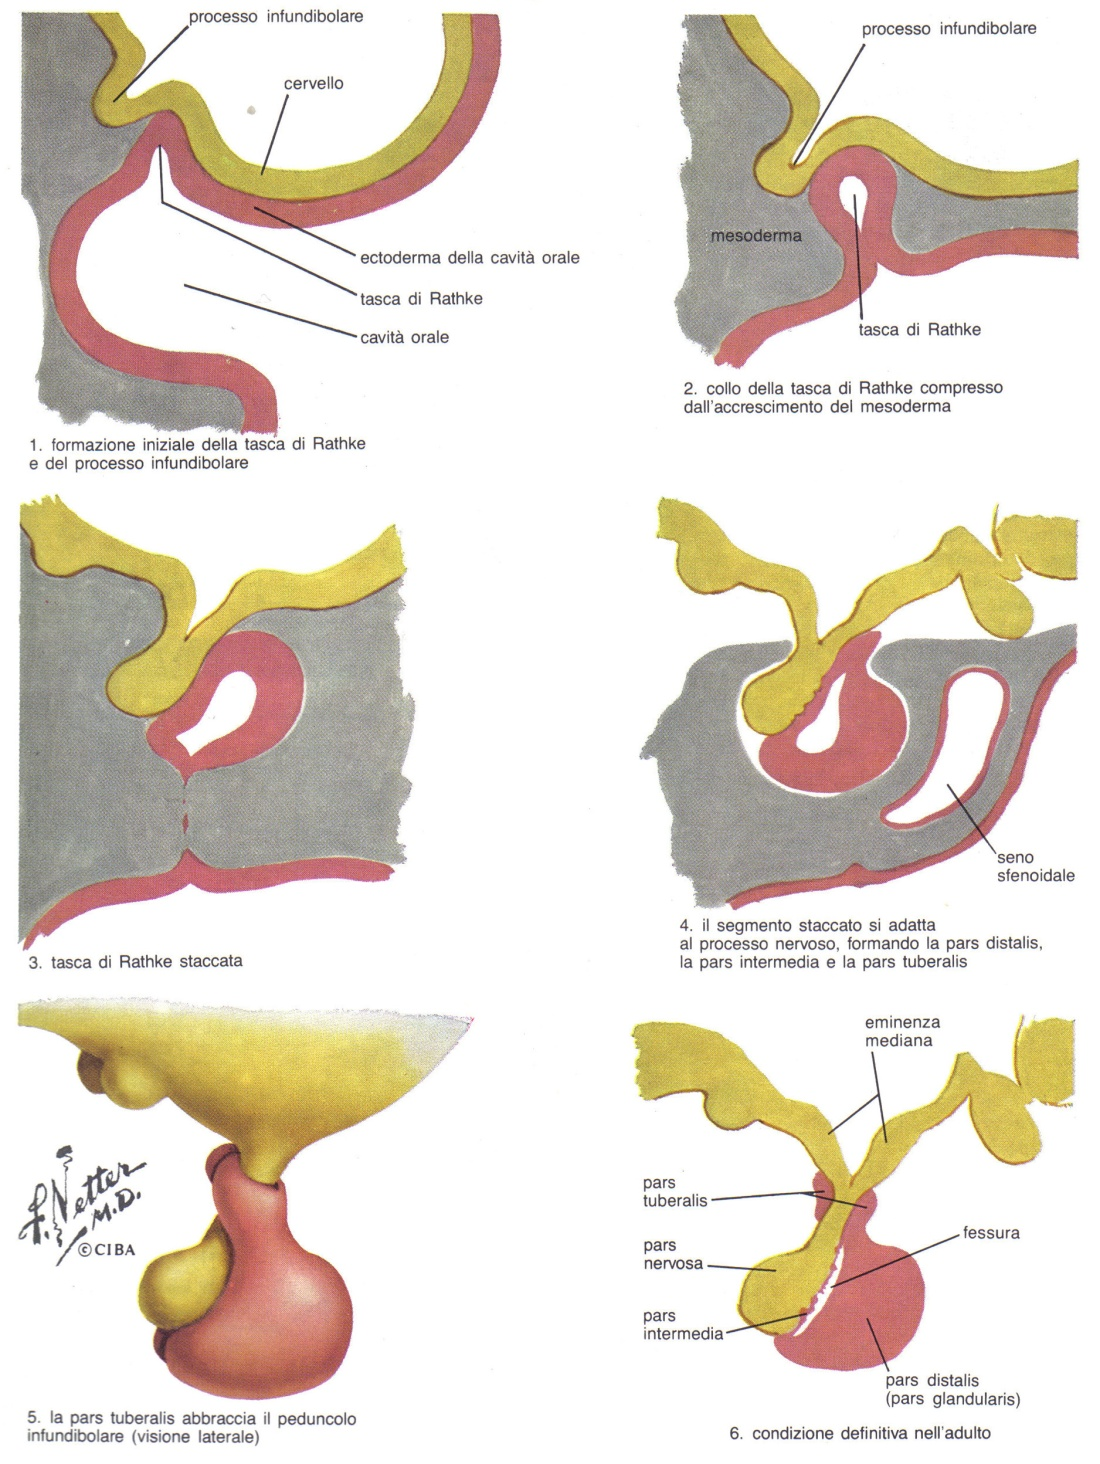 processo infundibolare
cervello
ectoderma della cavità orale
tasca di Rathke
cavità orale
1. formazione iniziale della tasca di Rathke
e del processo infundibolare
processo infundibolare
mesoderma
tasca di Rathke
2. collo della tasca di Rathke compresso
dall'accrescimento del mesoderma
3. tasca di Rathke staccata
seno
sfenoidale
4. il segmento staccato si adatta
al processo nervoso, formando la pars distalis,
la pars intermedia e la pars tuberalis
F. Netter
M.D.
© CIBA
5. la pars tuberalis abbraccia il peduncolo
infundibolare (visione laterale)
eminenza
mediana
pars
tuberalis
fessura
pars
nervosa
pars
intermedia
pars distalis
(pars glandularis)
6. condizione definitiva nell'adulto